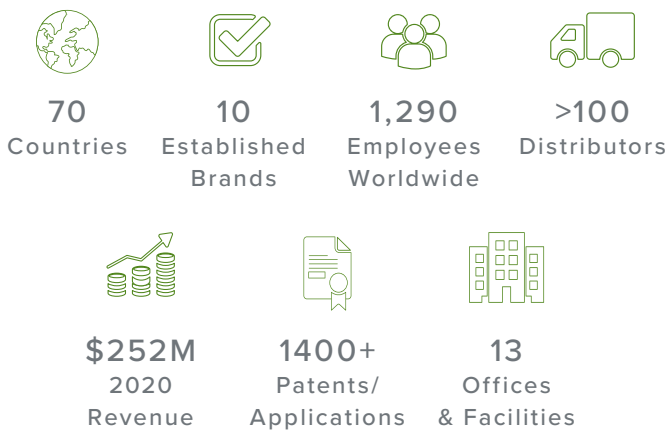 70
Countries
10
Established
Brands
1,290
Employees
Worldwide
>100
Distributors
$252M
2020
Revenue
1400+
Patents/
Applications
13
Offices
& Facilities